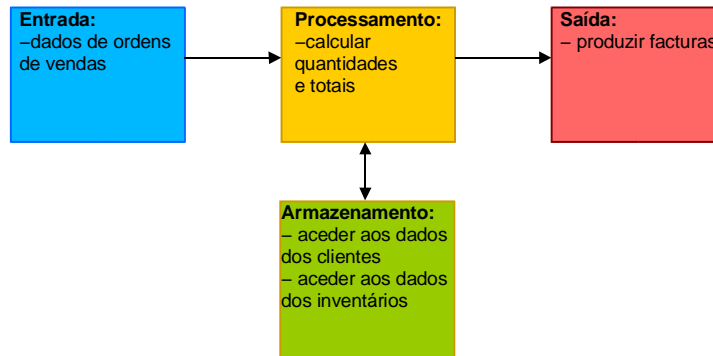 Entrada:
–dados de ordens
de vendas
Processamento:
–calcular
quantidades
e totais
Saída:
– produzir facturas
Armazenamento:
– aceder aos dados
dos clientes
– aceder aos dados
dos inventários